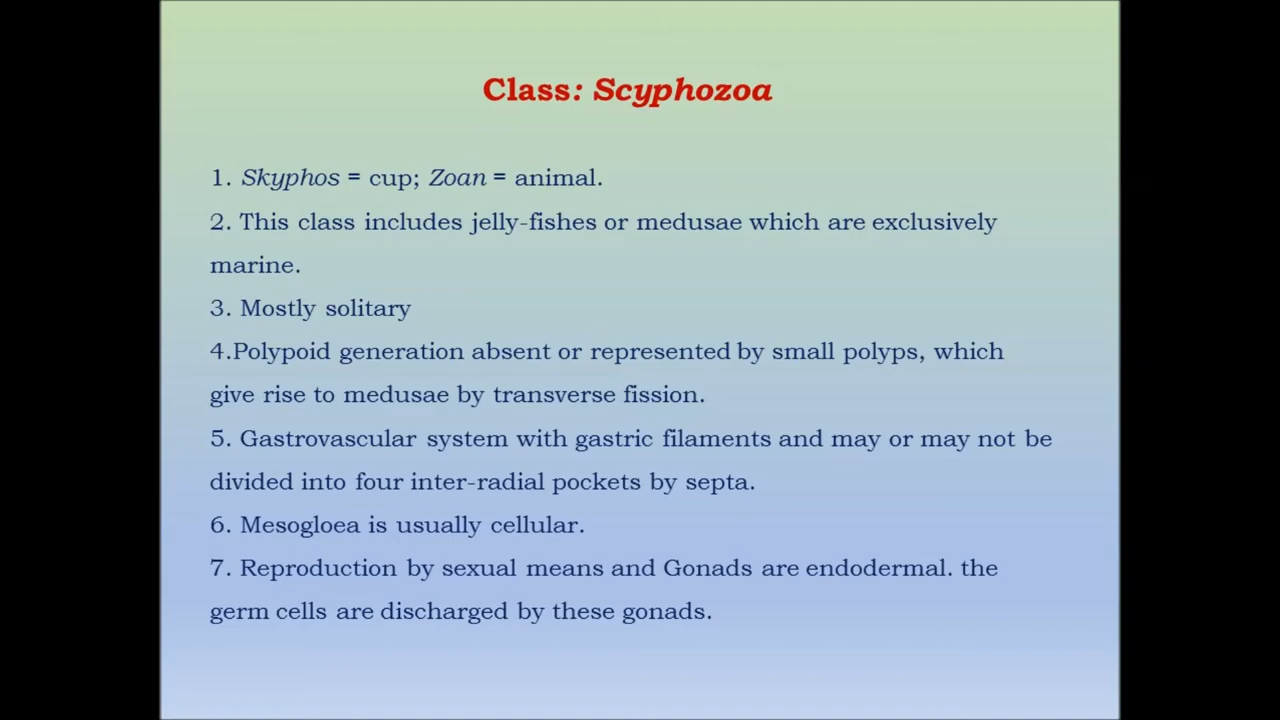 Class: Scyphozoa
1. Skyphos = cup; Zoan = animal.
2. This class includes jelly-fishes or medusae which are exclusively
marine.
3. Mostly solitary
4.Polypoid generation absent or represented by small polyps, which
give rise to medusae by transverse fission.
5. Gastrovascular system with gastric filaments and may or may not be
divided into four inter-radial pockets by septa.
6. Mesogloea is usually cellular.
7. Reproduction by sexual means and Gonads are endodermal. the
germ cells are discharged by these gonads.